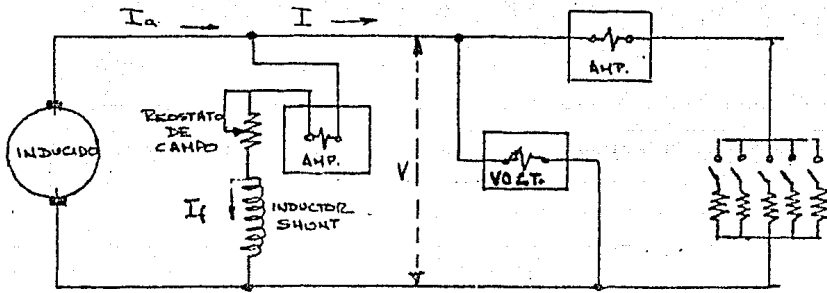 Ia
I
AMP.
REOSTATO
DE
CAMPO
AMP.
INDUCIDO
V
VOLT.
If
INDUCTOR
SHUNT